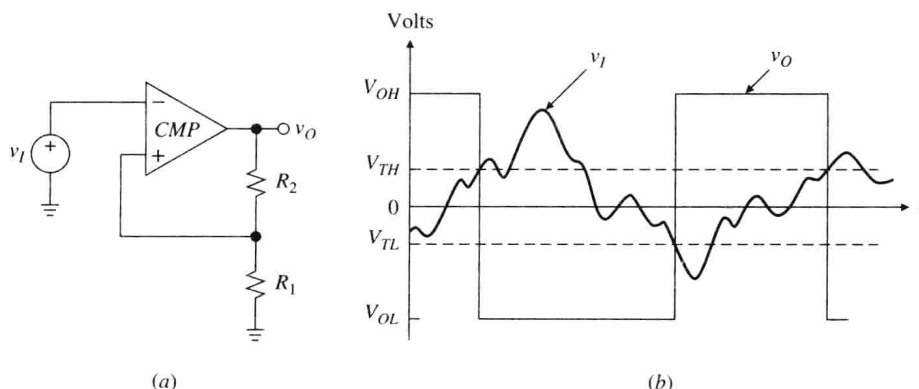 Volts
v_I
v_O
V_OH
CMP
−
+
v_O
v_I
+
R_2
R_1
V_TH
0
V_TL
V_OL
(a)
(b)